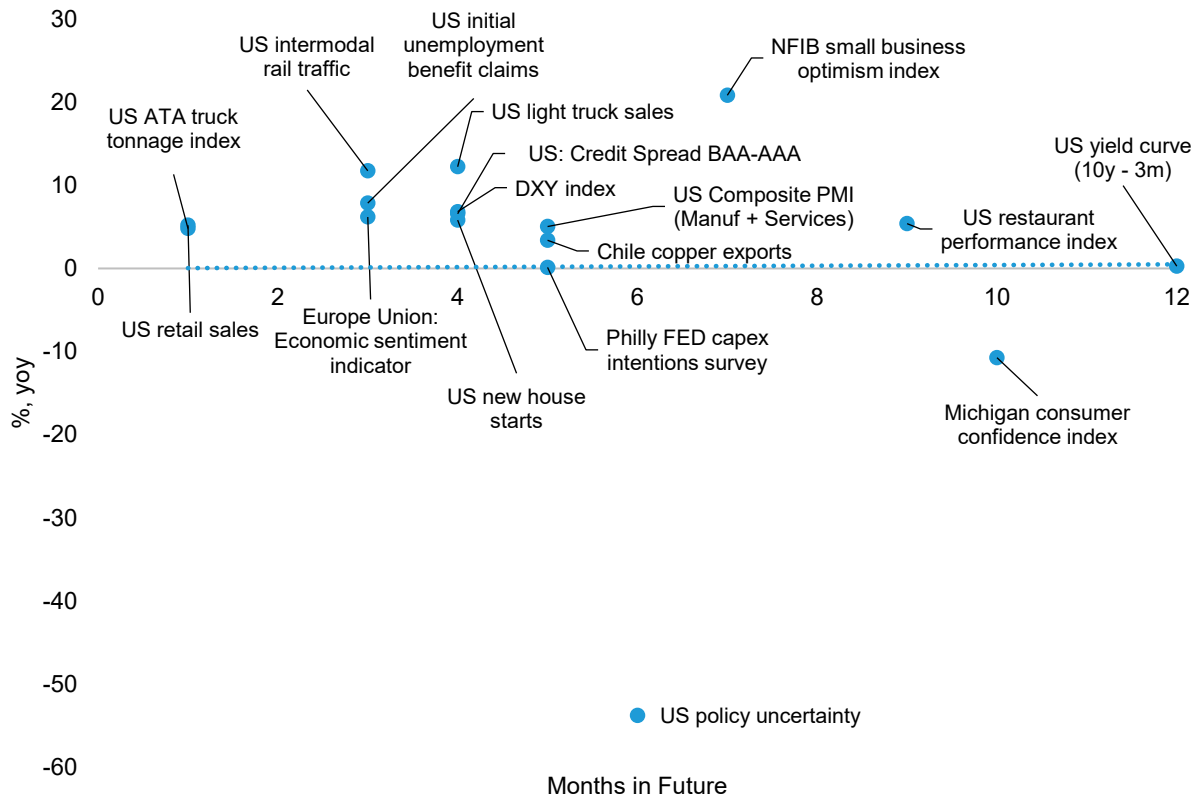 30
US initial
unemployment
benefit claims
US intermodal
rail traffic
NFIB small business
optimism index
20
US ATA truck
tonnage index
US light truck sales
US: Credit Spread BAA-AAA
US yield curve
(10y - 3m)
10
DXY index
US Composite PMI
(Manuf + Services)
US restaurant
performance index
Chile copper exports
0
0
2
4
6
8
10
12
US retail sales
Europe Union:
Economic sentiment
indicator
Philly FED capex
intentions survey
-10
US new house
starts
Michigan consumer
confidence index
%, yoy
-20
-30
-40
-50
US policy uncertainty
-60
Months in Future